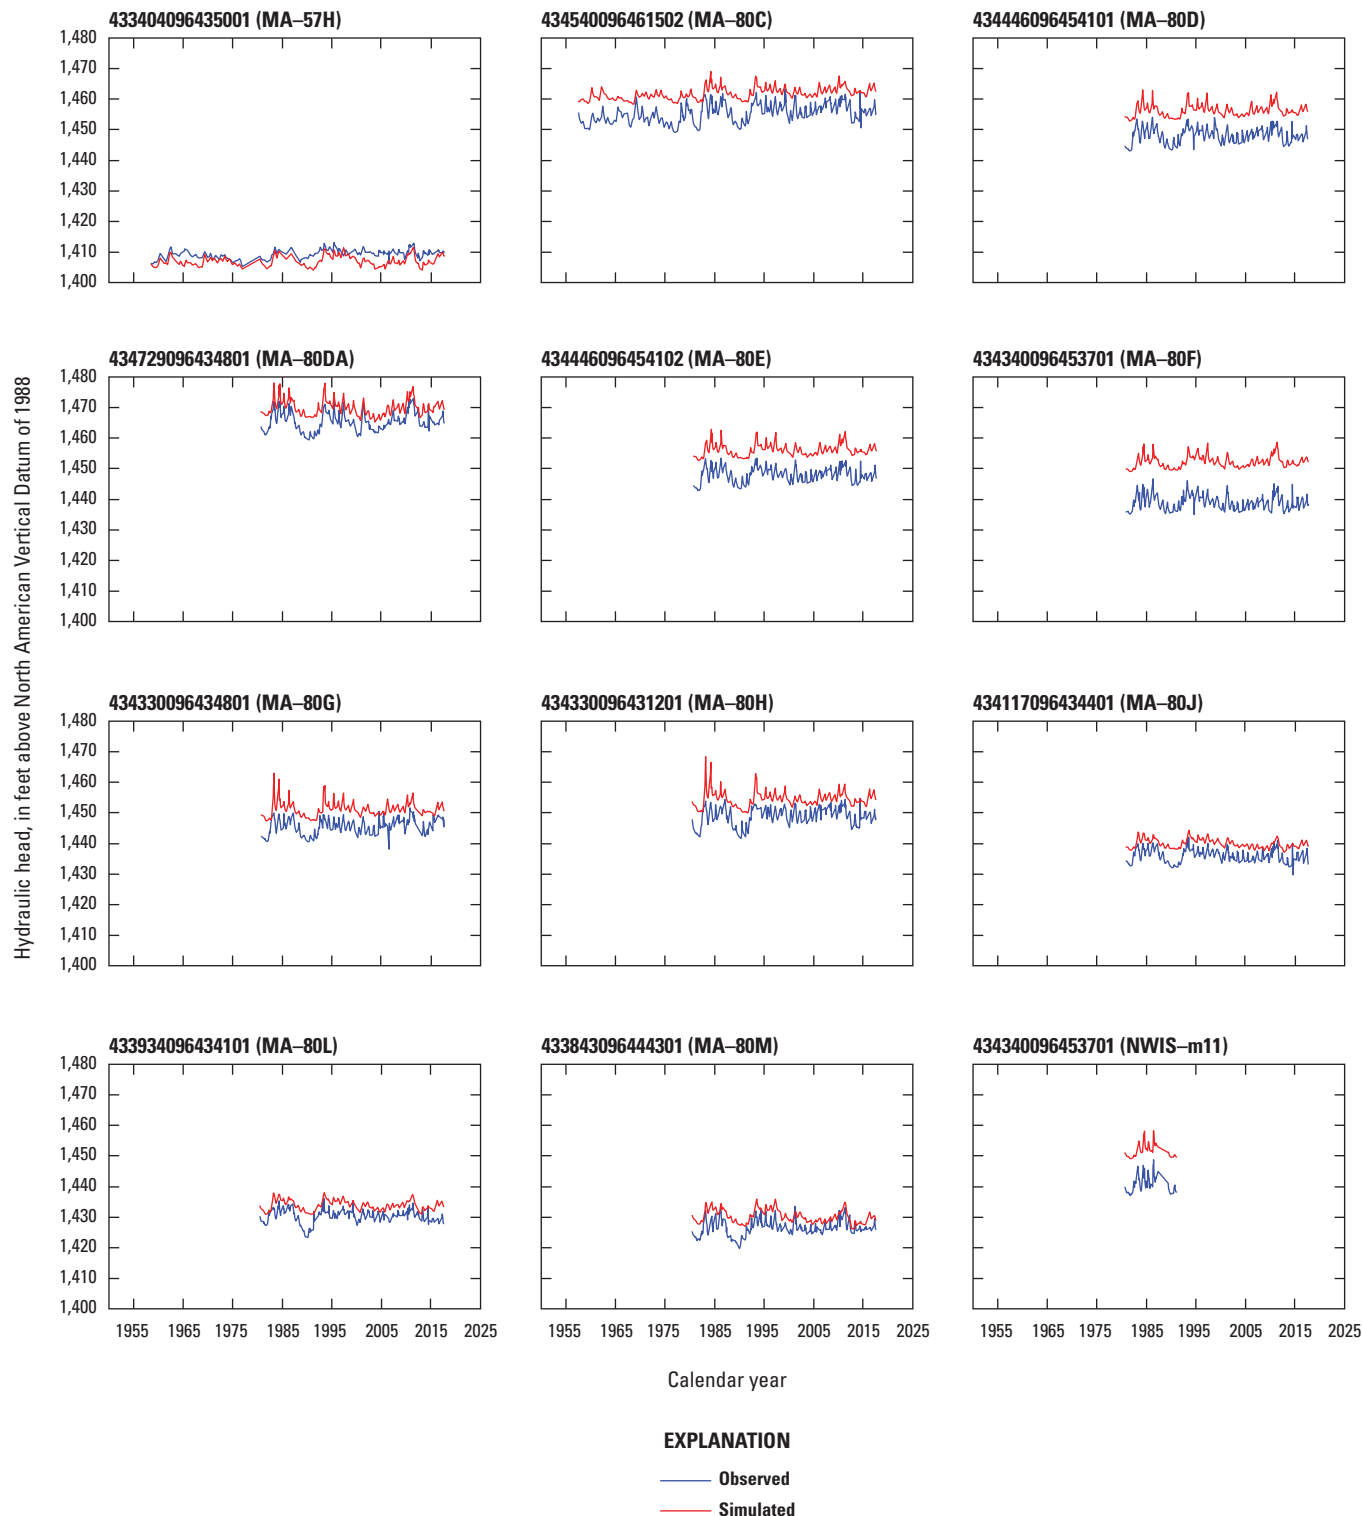 433404096435001 (MA–57H)
434540096461502 (MA–80C)
434446096454101 (MA–80D)
1,480
1,470
1,460
1,450
1,440
1,430
1,420
1,410
1,400
434729096434801 (MA–80DA)
434446096454102 (MA–80E)
434340096453701 (MA–80F)
1,480
1,470
1,460
1,450
1,440
1,430
1,420
1,410
1,400
Hydraulic head, in feet above North American Vertical Datum of 1988
434330096434801 (MA–80G)
434330096431201 (MA–80H)
434117096434401 (MA–80J)
1,480
1,470
1,460
1,450
1,440
1,430
1,420
1,410
1,400
433934096434101 (MA–80L)
433843096444301 (MA–80M)
434340096453701 (NWIS–m11)
1,480
1,470
1,460
1,450
1,440
1,430
1,420
1,410
1,400
1955 1965 1975 1985 1995 2005 2015 2025
1955 1965 1975 1985 1995 2005 2015 2025
1955 1965 1975 1985 1995 2005 2015 2025
Calendar year
EXPLANATION
Observed
Simulated